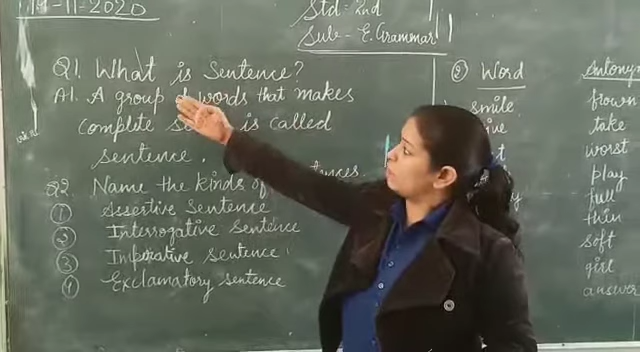 -11-2020
Std - 2nd
Sub - E. Grammar
Q1. What is Sentence?
A1. A group of words that makes
complete is called
sentence.
Q2. Name the kinds of
① Assertive Sentence
② Interrogative Sentence
③ Imperative sentence
④ Exclamatory sentence
② Word
smile
Antonym
frown
take
worst
play
full
thin
soft
girl
answer